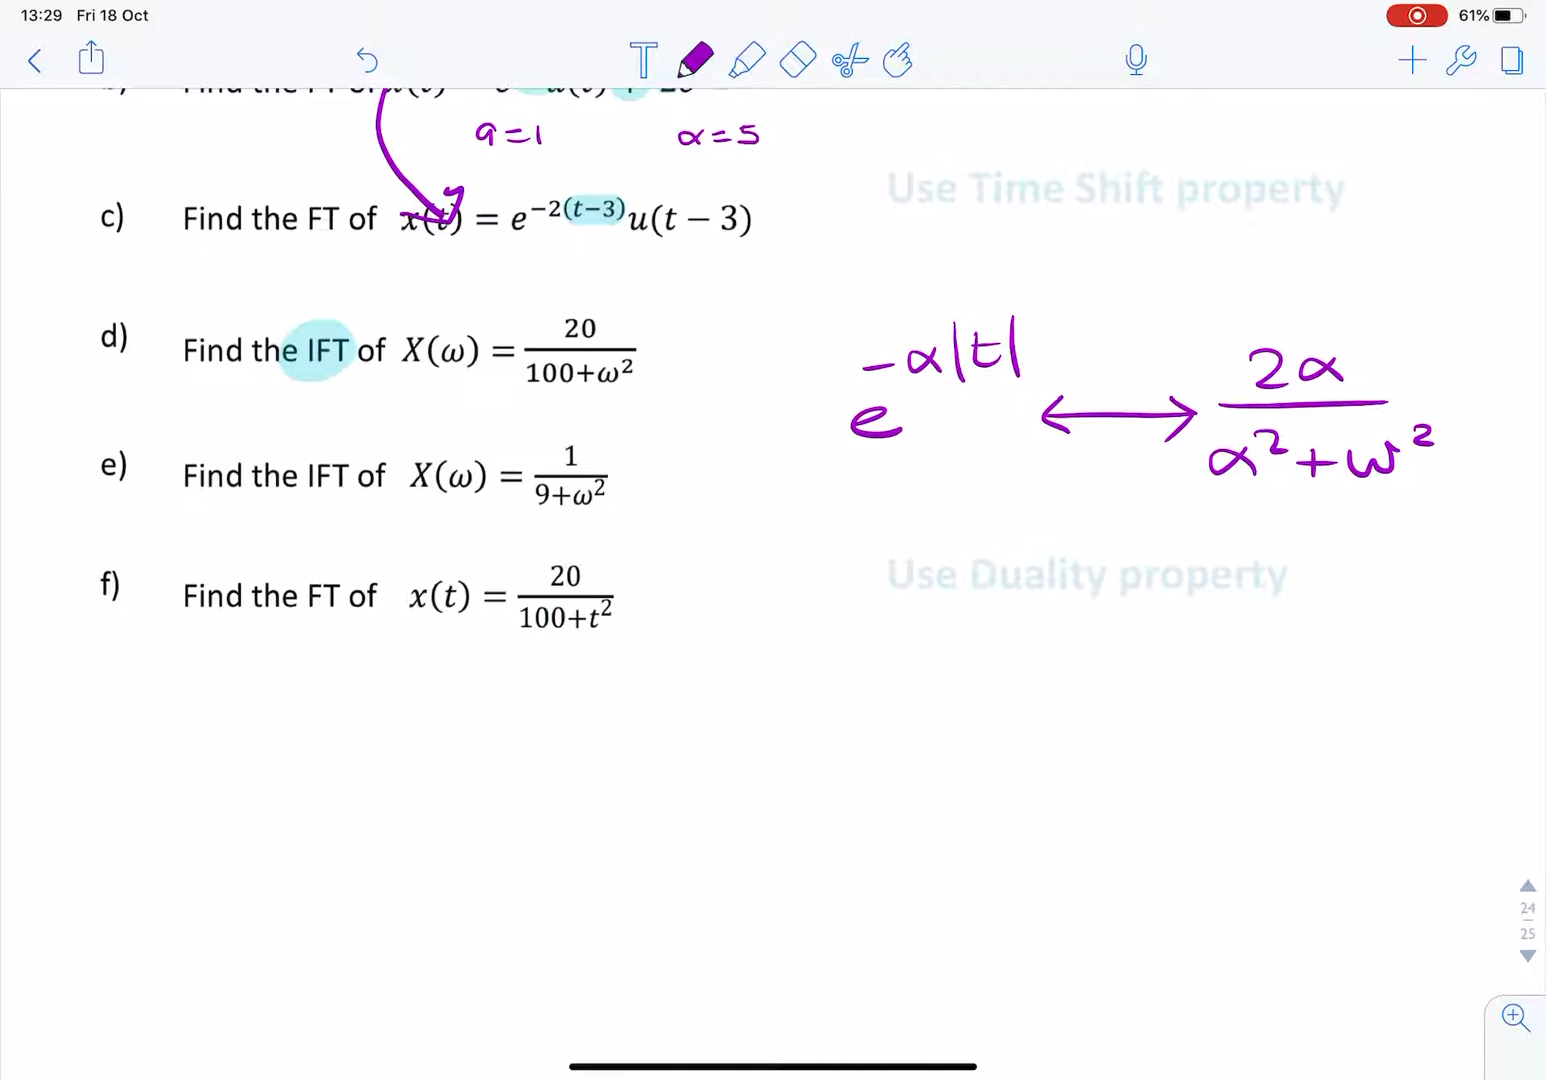 13:29 Fri 18 Oct
61%
T
a=1 α=5
c) Find the FT of x(t) = e^{-2(t-3)}u(t − 3)
Use Time Shift property
d) Find the IFT of X(ω) = 20/(100+ω²)
e^{-α|t|} ↔ 2α/(α²+ω²)
e) Find the IFT of X(ω) = 1/(9+ω²)
f) Find the FT of x(t) = 20/(100+t²)
Use Duality property
24
25